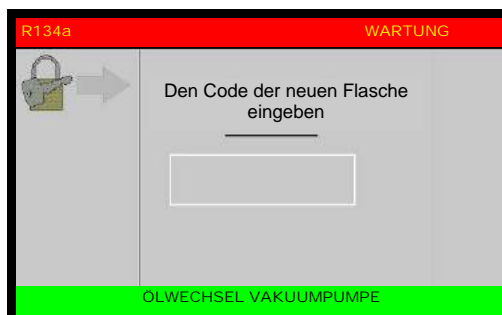 R134a WARTUNG
Den Code der neuen Flasche
eingeben
ÖLWECHSEL VAKUUMPUMPE